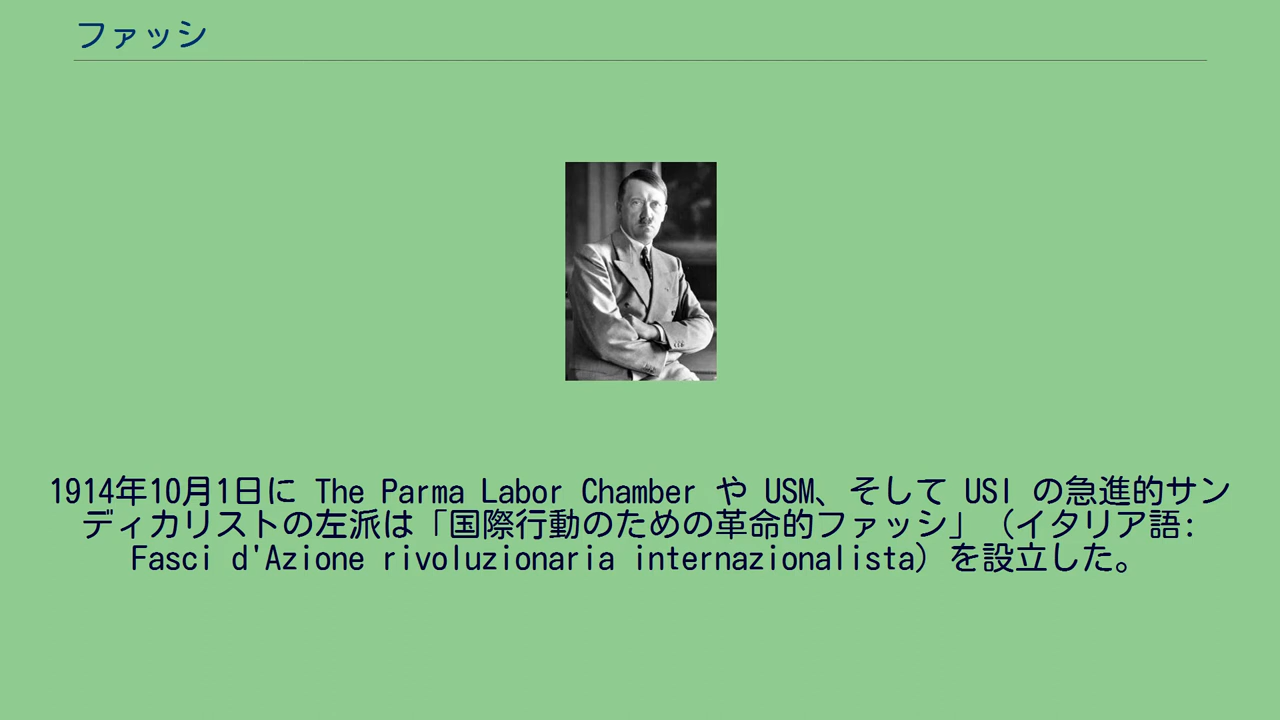 ファッシ
1914年10月1日に The Parma Labor Chamber や USM、そして USI の急進的サン
ディカリストの左派は「国際行動のための革命的ファッシ」（イタリア語:
Fasci d'Azione rivoluzionaria internazionalista）を設立した。